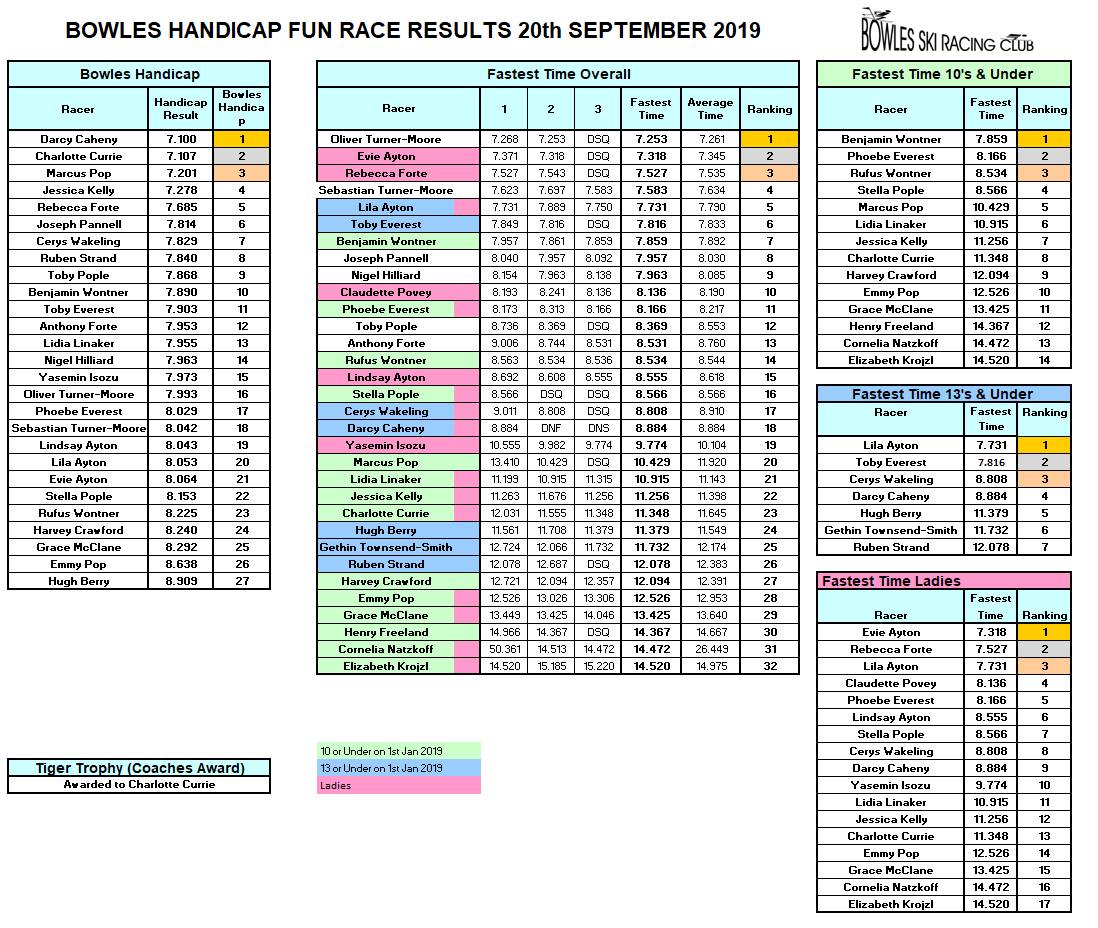 BOWLES HANDICAP FUN RACE RESULTS 20th SEPTEMBER 2019
BOWLES SKI RACING CLUB
Bowles Handicap
Racer Handicap Result Bowles Handica p
Darcy Caheny 7.100 1
Charlotte Currie 7.107 2
Marcus Pop 7.201 3
Jessica Kelly 7.278 4
Rebecca Forte 7.685 5
Joseph Pannell 7.814 6
Cerys Wakeling 7.829 7
Ruben Strand 7.840 8
Toby Pople 7.868 9
Benjamin Wontner 7.890 10
Toby Everest 7.903 11
Anthony Forte 7.953 12
Lidia Linaker 7.955 13
Nigel Hilliard 7.963 14
Yasemin Isozu 7.973 15
Oliver Turner-Moore 7.993 16
Phoebe Everest 8.029 17
Sebastian Turner-Moore 8.042 18
Lindsay Ayton 8.043 19
Lila Ayton 8.053 20
Evie Ayton 8.064 21
Stella Pople 8.153 22
Rufus Wontner 8.225 23
Harvey Crawford 8.240 24
Grace McClane 8.292 25
Emmy Pop 8.638 26
Hugh Berry 8.909 27
Tiger Trophy (Coaches Award)
Awarded to Charlotte Currie
Fastest Time Overall
Racer 1 2 3 Fastest Time Average Time Ranking
Oliver Turner-Moore 7.268 7.253 DSQ 7.253 7.261 1
Evie Ayton 7.371 7.318 DSQ 7.318 7.345 2
Rebecca Forte 7.527 7.543 DSQ 7.527 7.535 3
Sebastian Turner-Moore 7.623 7.697 7.583 7.583 7.634 4
Lila Ayton 7.731 7.889 7.750 7.731 7.790 5
Toby Everest 7.849 7.816 DSQ 7.816 7.833 6
Benjamin Wontner 7.957 7.861 7.859 7.859 7.892 7
Joseph Pannell 8.040 7.957 8.092 7.957 8.030 8
Nigel Hilliard 8.154 7.963 8.138 7.963 8.085 9
Claudette Povey 8.193 8.241 8.136 8.136 8.190 10
Phoebe Everest 8.173 8.313 8.166 8.166 8.217 11
Toby Pople 8.736 8.369 DSQ 8.369 8.553 12
Anthony Forte 9.006 8.744 8.531 8.531 8.760 13
Rufus Wontner 8.563 8.534 8.536 8.534 8.544 14
Lindsay Ayton 8.692 8.608 8.555 8.555 8.618 15
Stella Pople 8.566 DSQ DSQ 8.566 8.566 16
Cerys Wakeling 9.011 8.808 DSQ 8.808 8.910 17
Darcy Caheny 8.884 DNF DNS 8.884 8.884 18
Yasemin Isozu 10.555 9.982 9.774 9.774 10.104 19
Marcus Pop 13.410 10.429 DSQ 10.429 11.920 20
Lidia Linaker 11.199 10.915 11.315 10.915 11.143 21
Jessica Kelly 11.263 11.676 11.256 11.256 11.398 22
Charlotte Currie 12.031 11.555 11.348 11.348 11.645 23
Hugh Berry 11.561 11.708 11.379 11.379 11.549 24
Gethin Townsend-Smith 12.724 12.066 11.732 11.732 12.174 25
Ruben Strand 12.078 12.687 DSQ 12.078 12.383 26
Harvey Crawford 12.721 12.094 12.357 12.094 12.391 27
Emmy Pop 12.526 13.026 13.306 12.526 12.953 28
Grace McClane 13.449 13.425 14.046 13.425 13.640 29
Henry Freeland 14.966 14.367 DSQ 14.367 14.667 30
Cornelia Natzkoff 50.361 14.513 14.472 14.472 26.449 31
Elizabeth Krojzl 14.520 15.185 15.220 14.520 14.975 32
10 or Under on 1st Jan 2019
13 or Under on 1st Jan 2019
Ladies
Fastest Time 10's & Under
Racer Fastest Time Ranking
Benjamin Wontner 7.859 1
Phoebe Everest 8.166 2
Rufus Wontner 8.534 3
Stella Pople 8.566 4
Marcus Pop 10.429 5
Lidia Linaker 10.915 6
Jessica Kelly 11.256 7
Charlotte Currie 11.348 8
Harvey Crawford 12.094 9
Emmy Pop 12.526 10
Grace McClane 13.425 11
Henry Freeland 14.367 12
Cornelia Natzkoff 14.472 13
Elizabeth Krojzl 14.520 14
Fastest Time 13's & Under
Racer Fastest Time Ranking
Lila Ayton 7.731 1
Toby Everest 7.816 2
Cerys Wakeling 8.808 3
Darcy Caheny 8.884 4
Hugh Berry 11.379 5
Gethin Townsend-Smith 11.732 6
Ruben Strand 12.078 7
Fastest Time Ladies
Racer Fastest Time Ranking
Evie Ayton 7.318 1
Rebecca Forte 7.527 2
Lila Ayton 7.731 3
Claudette Povey 8.136 4
Phoebe Everest 8.166 5
Lindsay Ayton 8.555 6
Stella Pople 8.566 7
Cerys Wakeling 8.808 8
Darcy Caheny 8.884 9
Yasemin Isozu 9.774 10
Lidia Linaker 10.915 11
Jessica Kelly 11.256 12
Charlotte Currie 11.348 13
Emmy Pop 12.526 14
Grace McClane 13.425 15
Cornelia Natzkoff 14.472 16
Elizabeth Krojzl 14.520 17